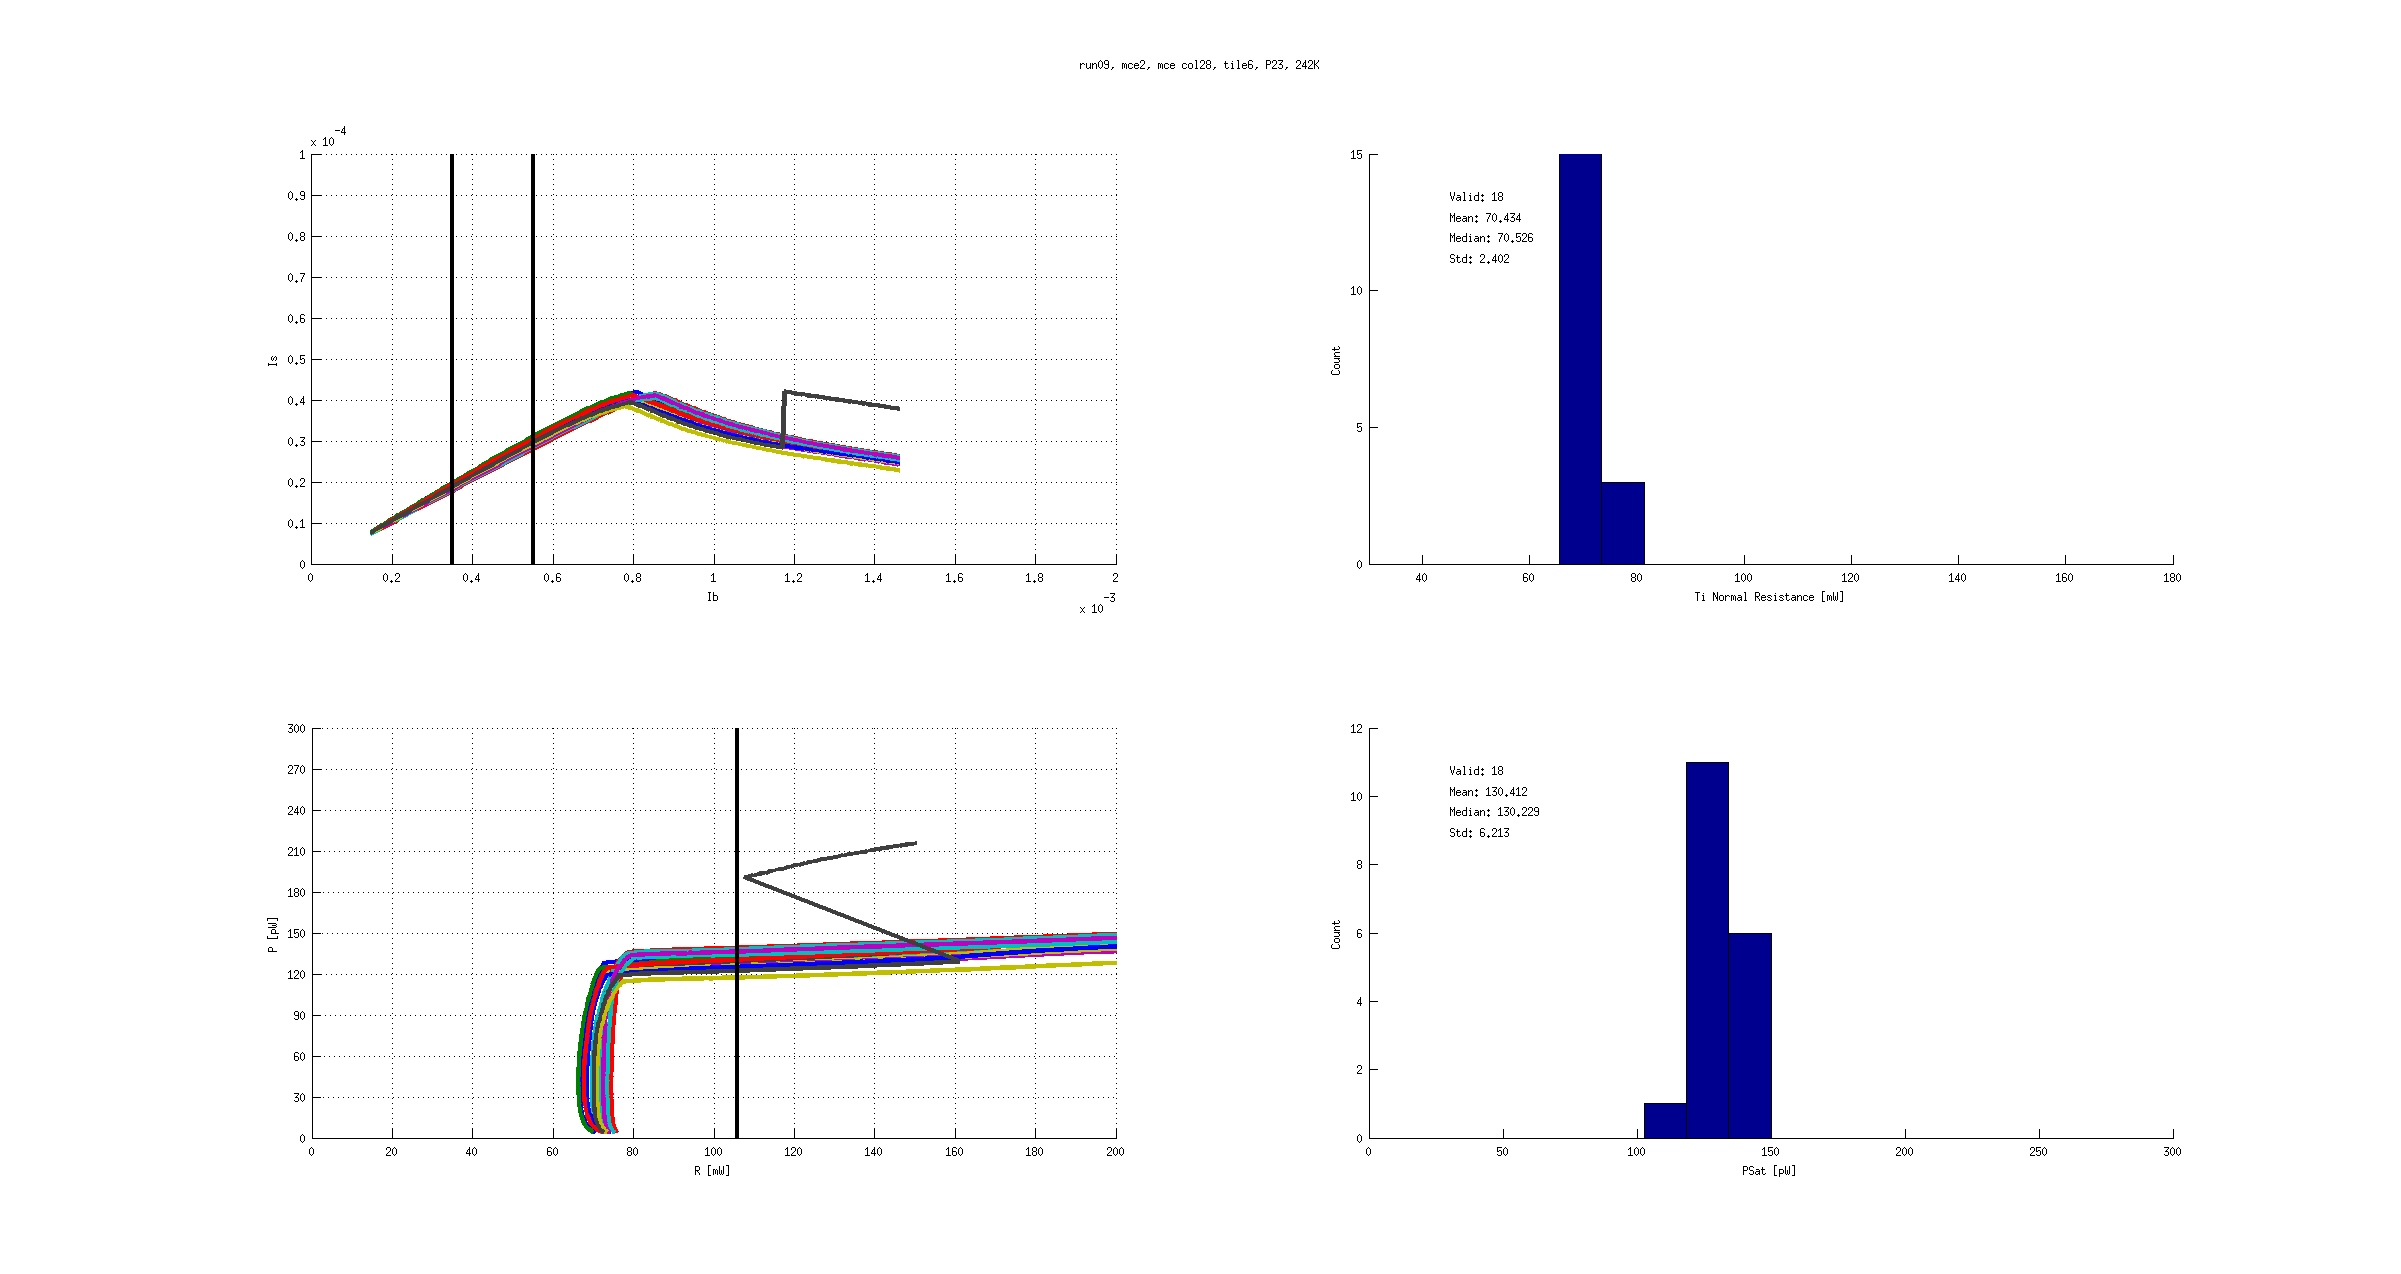 run09, mce2, mce col28, tile6, P23, 242K
x 10^-4
1
0.9
0.8
0.7
0.6
0.5
0.4
0.3
0.2
0.1
0
Is
0 0.2 0.4 0.6 0.8 1 1.2 1.4 1.6 1.8 2
Ib
x 10^-3
15
10
5
0
Count
Valid: 18
Mean: 70.434
Median: 70.526
Std: 2.402
40 60 80 100 120 140 160 180
Ti Normal Resistance [mW]
300
270
240
210
180
150
120
90
60
30
0
P [pW]
0 20 40 60 80 100 120 140 160 180 200
R [mW]
12
10
8
6
4
2
0
Count
Valid: 18
Mean: 130.412
Median: 130.229
Std: 6.213
0 50 100 150 200 250 300
PSat [pW]